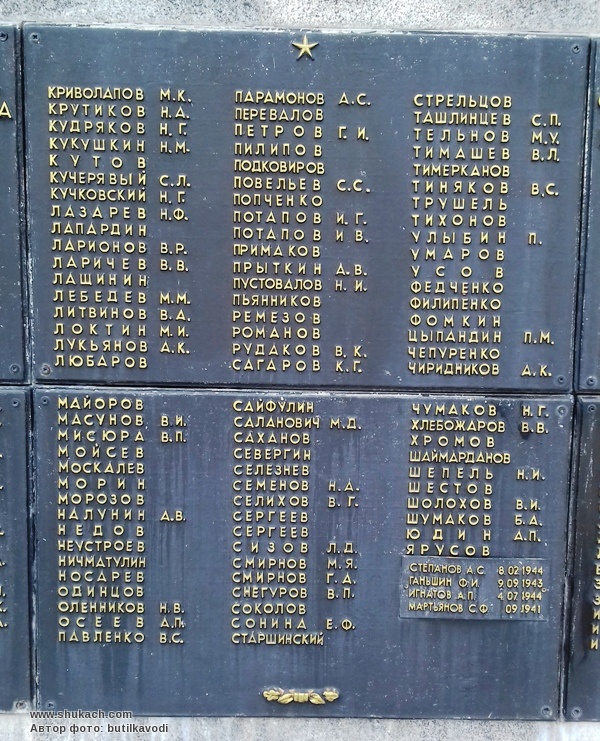 КРИВОЛАПОВ М.К.
КРУТИКОВ Н.А.
КУДРЯКОВ Н.Г.
КУКУШКИН Н.М.
КУТОВ
КУЧЕРЯВЫЙ С.Л.
КУЧКОВСКИЙ Н.Г.
ЛАЗАРЕВ Н.Ф.
ЛАПАРДИН
ЛАРИОНОВ В.Р.
ЛАРИЧЕВ В.В.
ЛАЩИНИН
ЛЕБЕДЕВ М.М.
ЛИТВИНОВ В.А.
ЛОКТИН М.И.
ЛУКЬЯНОВ А.К.
ЛЮБАРОВ
ПАРАМОНОВ А.С.
ПЕРЕВАЛОВ
ПЕТРОВ Г.И.
ПИЛИПОВ
ПОДКОВИРОВ
ПОВЕЛЬЕВ С.С.
ПОПЧЕНКО
ПОТАПОВ И.Г.
ПОТАПОВ И В.
ПРИМАКОВ
ПРЫТКИН А.В.
ПУСТОВАЛОВ Н.И.
ПЬЯННИКОВ
РЕМЕЗОВ
РОМАНОВ
РУДАКОВ В.К.
САГАРОВ К.Г.
СТРЕЛЬЦОВ
ТАШЛИНЦЕВ С.П.
ТЕЛЬНОВ М.У.
ТИМАШЕВ В.Л.
ТИМЕРКАНОВ
ТИНЯКОВ В.С.
ТРУШЕЛЬ
ТИХОНОВ
УЛЫБИН П.
УМАРОВ
УСОВ
ФЕДЧЕНКО
ФИЛИПЕНКО
ФОМКИН
ЦЫПАНДИН П.М.
ЧЕПУРЕНКО
ЧИРИДНИКОВ А.К.
МАЙОРОВ
МАСУНОВ В.И.
МИСЮРА В.П.
МОЙСЕВ
МОСКАЛЕВ
МОРИН
МОРОЗОВ
НАЛУНИН А.В.
НЕДОВ
НЕУСТРОЕВ
НИЧМАТУЛИН
НОСАРЕВ
ОДИНЦОВ
ОЛЕННИКОВ Н.В.
ОСЕЕВ А.П.
ПАВЛЕНКО В.С.
САЙФУЛИН
САЛАНОВИЧ М.Д.
САХАНОВ
СЕВЕРГИН
СЕЛЕЗНЕВ
СЕМЕНОВ Н.А.
СЕЛИХОВ В.Г.
СЕРГЕЕВ
СЕРГЕЕВ
СИЗОВ Л.Д.
СМИРНОВ М.Я.
СМИРНОВ Г.А.
СНЕГУРОВ В.П.
СОКОЛОВ
СОНИНА Е.Ф.
СТАРШИНСКИЙ
ЧУМАКОВ Н.Г.
ХЛЕБОЖАРОВ В.В.
ХРОМОВ
ШАЙМАРДАНОВ
ШЕПЕЛЬ Н.И.
ШЕСТОВ
ШОЛОХОВ В.И.
ШУМАКОВ Б.А.
ЮДИН А.П.
ЯРУСОВ
СТЕПАНОВ А.С. 8.02.1944
ГАНЬШИН Ф.И. 9.09.1943
ИГНАТОВ А.П. 4.07.1944
МАРТЬЯНОВ С.Ф. 09.1941
www.shukach.com
Автор фото: butilkavodi